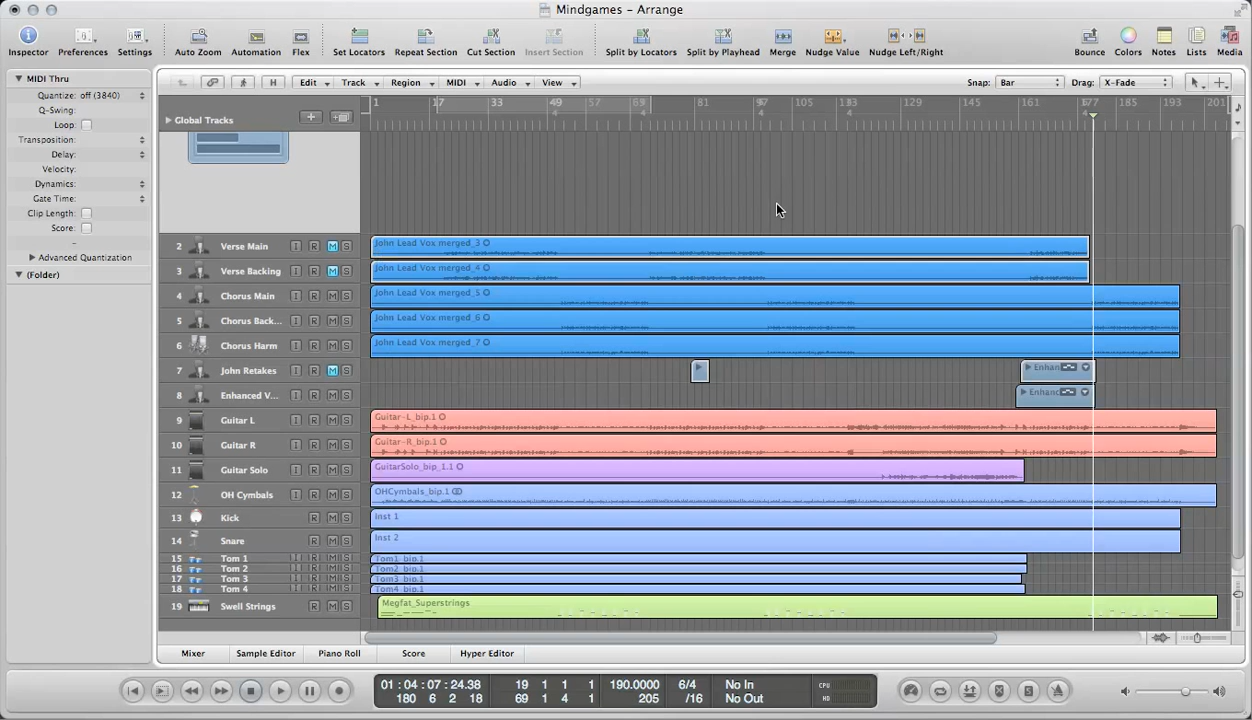 Mindgames – Arrange
Inspector Preferences Settings Auto Zoom Automation Flex Set Locators Repeat Section Cut Section Insert Section Split by Locators Split by Playhead Merge Nudge Value Nudge Left/Right Bounce Colors Notes Lists Media
MIDI Thru H Edit Track Region MIDI Audio View Snap: Bar Drag: X-Fade
Quantize: off (3840)
Q-Swing:
Loop:
Transposition:
Delay:
Velocity:
Dynamics:
Gate Time:
Clip Length:
Score:
Advanced Quantization
(Folder)
Global Tracks
1 17 33 49 57 69 81 97 105 129 145 161 177 185 193 201
2 Verse Main I R M S John Lead Vox merged_3
3 Verse Backing I R M S John Lead Vox merged_4
4 Chorus Main I R M S John Lead Vox merged_5
5 Chorus Back... I R M S John Lead Vox merged_6
6 Chorus Harm I R M S John Lead Vox merged_7
7 John Retakes I R M S Enhan
8 Enhanced V... I R M S Enhanc
9 Guitar L I R M S Guitar-L_bip.1
10 Guitar R I R M S Guitar-R_bip.1
11 Guitar Solo I R M S GuitarSolo_bip_1.1
12 OH Cymbals I R M S OHCymbals_bip.1
13 Kick R M S Inst 1
14 Snare R M S Inst 2
15 Tom 1 I R M S Tom1_bip.1
16 Tom 2 I R M S Tom2_bip.1
17 Tom 3 I R M S Tom3_bip.1
18 Tom 4 I R M S Tom4_bip.1
19 Swell Strings R M S Megfat_Superstrings
Mixer Sample Editor Piano Roll Score Hyper Editor
01:04:07:24.38 19 1 1 1 190.0000 6/4 No In CPU
180 6 2 18 69 4 1 1 205 /16 No Out HD